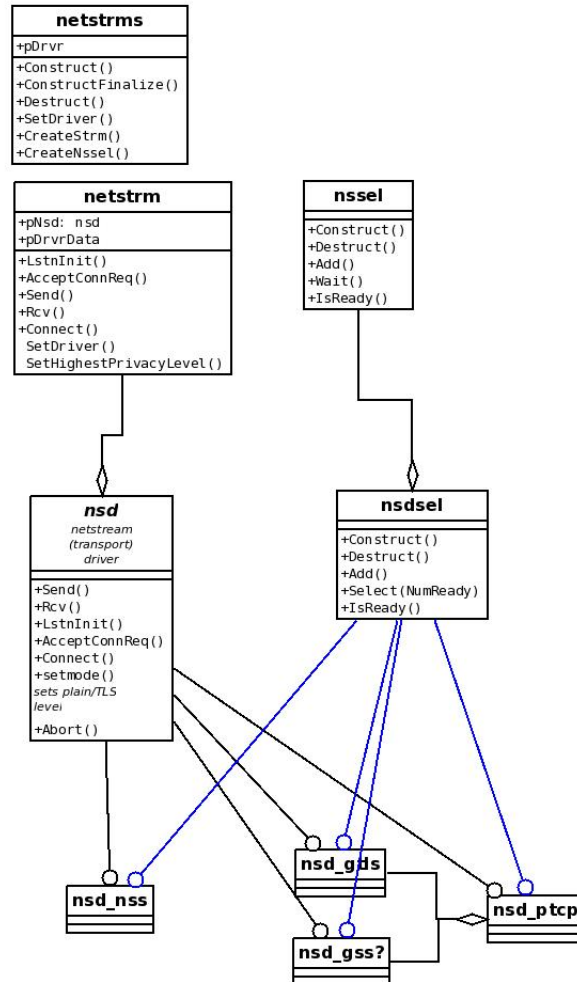 netstrms
+pDrvr
+Construct()
+ConstructFinalize()
+Destruct()
+SetDriver()
+CreateStrm()
+CreateNssel()
netstrm
+pNsd: nsd
+pDrvrData
+LstnInit()
+AcceptConnReq()
+Send()
+Rcv()
+Connect()
SetDriver()
SetHighestPrivacyLevel()
nssel
+Construct()
+Destruct()
+Add()
+Wait()
+IsReady()
nsd
netstream
(transport)
driver
+Send()
+Rcv()
+LstnInit()
+AcceptConnReq()
+Connect()
+setmode()
sets plain/TLS
level
+Abort()
nsdsel
+Construct()
+Destruct()
+Add()
+Select(NumReady)
+IsReady()
nsd_nss
nsd_gtls
nsd_ptcp
nsd_gss?